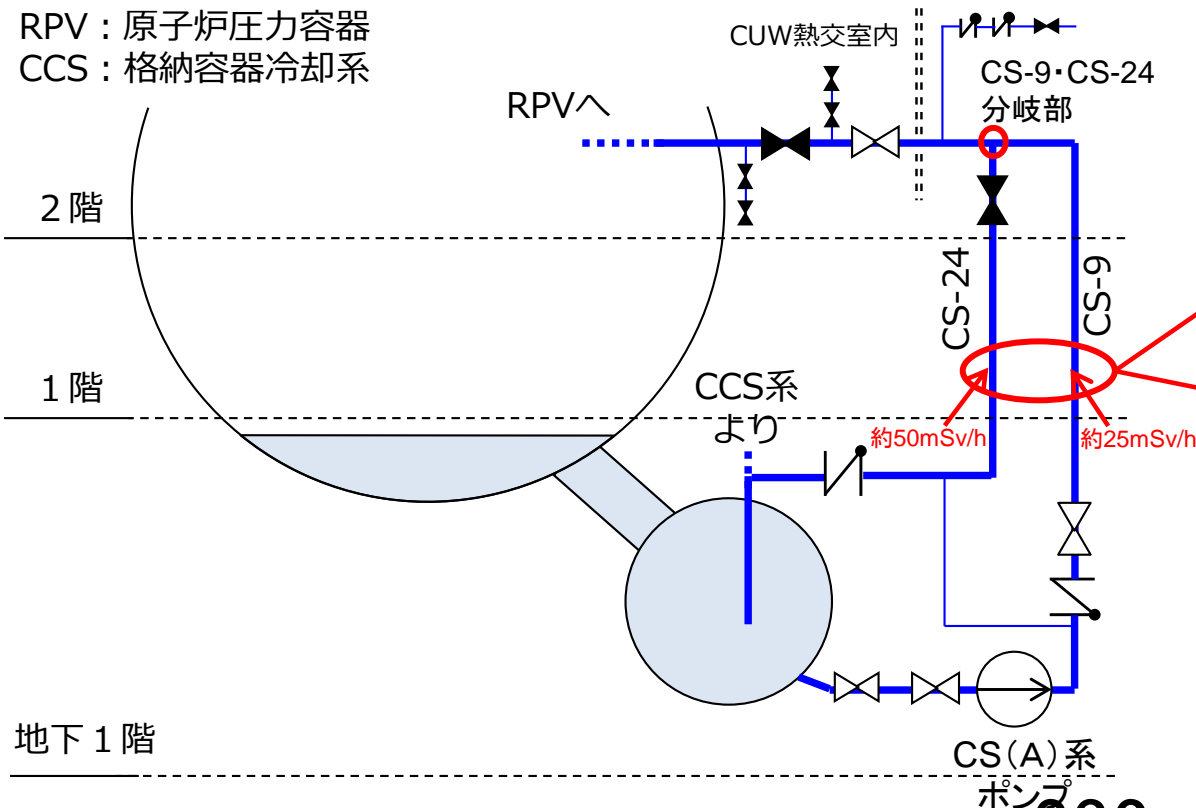 RPV：原子炉圧力容器
CCS：格納容器冷却系
CUW熱交室内
RPVへ
CS-9･CS-24
分岐部
２階
CS-24
CS-9
１階
CCS系
より
約50mSv/h
約25mSv/h
地下１階
CS(A)系
ポンプ